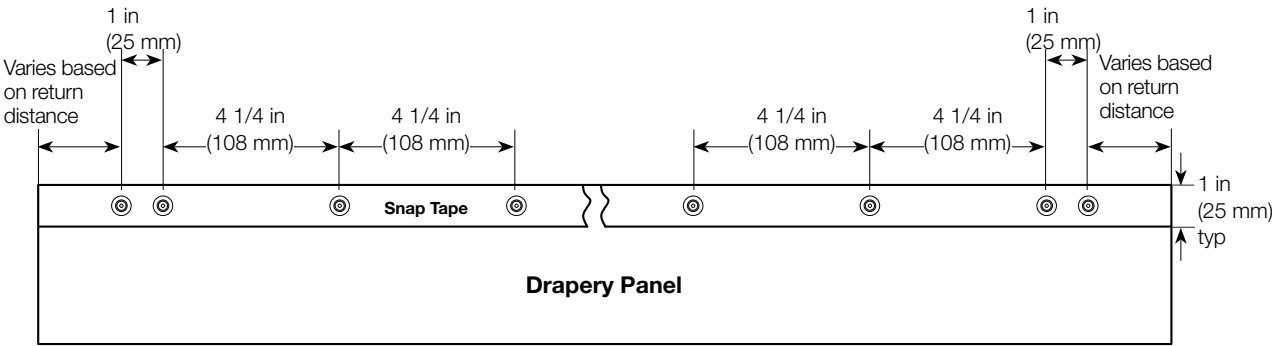 1 in
(25 mm)
Varies based
on return
distance
4 1/4 in
(108 mm)
4 1/4 in
(108 mm)
4 1/4 in
(108 mm)
4 1/4 in
(108 mm)
1 in
(25 mm)
Varies based
on return
distance
Snap Tape
1 in
(25 mm)
typ
Drapery Panel